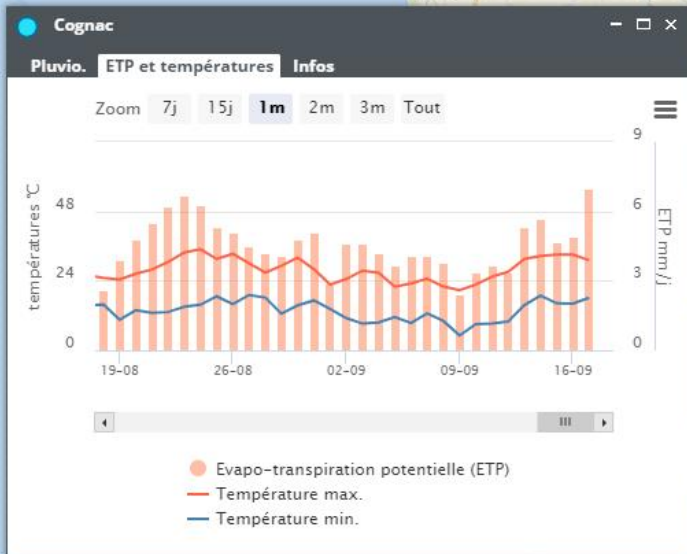 Cognac
Pluvio. ETP et températures Infos
Zoom 7j 15j 1m 2m 3m Tout
9
48 6
24 3
0 0
températures °C
ETP mm/j
19-08 26-08 02-09 09-09 16-09
Evapo-transpiration potentielle (ETP)
Température max.
Température min.